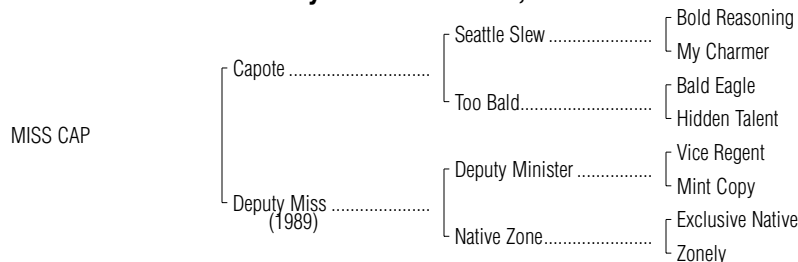 Bold Reasoning
Seattle Slew ....................
My Charmer
Capote ............................
Bald Eagle
Too Bald.........................
Hidden Talent
MISS CAP
Vice Regent
Deputy Minister ..............
Mint Copy
Deputy Miss ...................
(1989)
Exclusive Native
Native Zone....................
Zonely